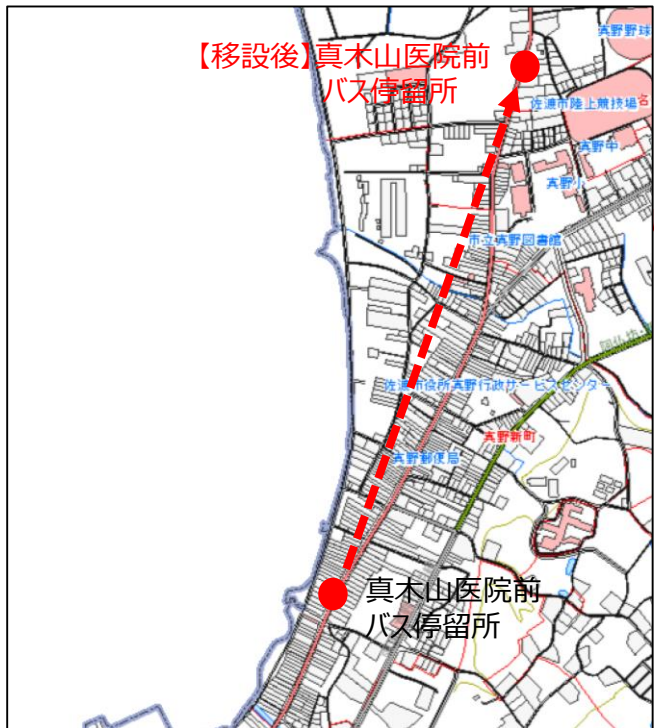 真野野球
【移設後】真木山医院前
バス停留所
佐渡市陸上競技場
名
真野中
真野小
市立真野図書館
佐渡市役所真野行政サービスセンター
真野新町
真野郵便局
真木山医院前
バス停留所